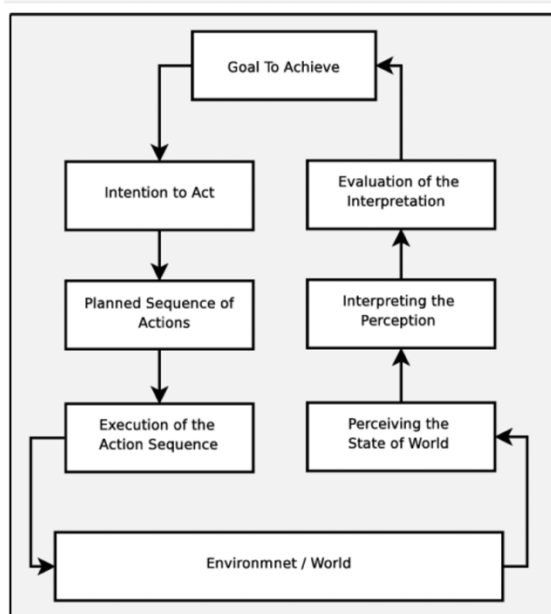 Goal To Achieve
Intention to Act
Planned Sequence of
Actions
Execution of the
Action Sequence
Environmnet / World
Perceiving the
State of World
Interpreting the
Perception
Evaluation of the
Interpretation